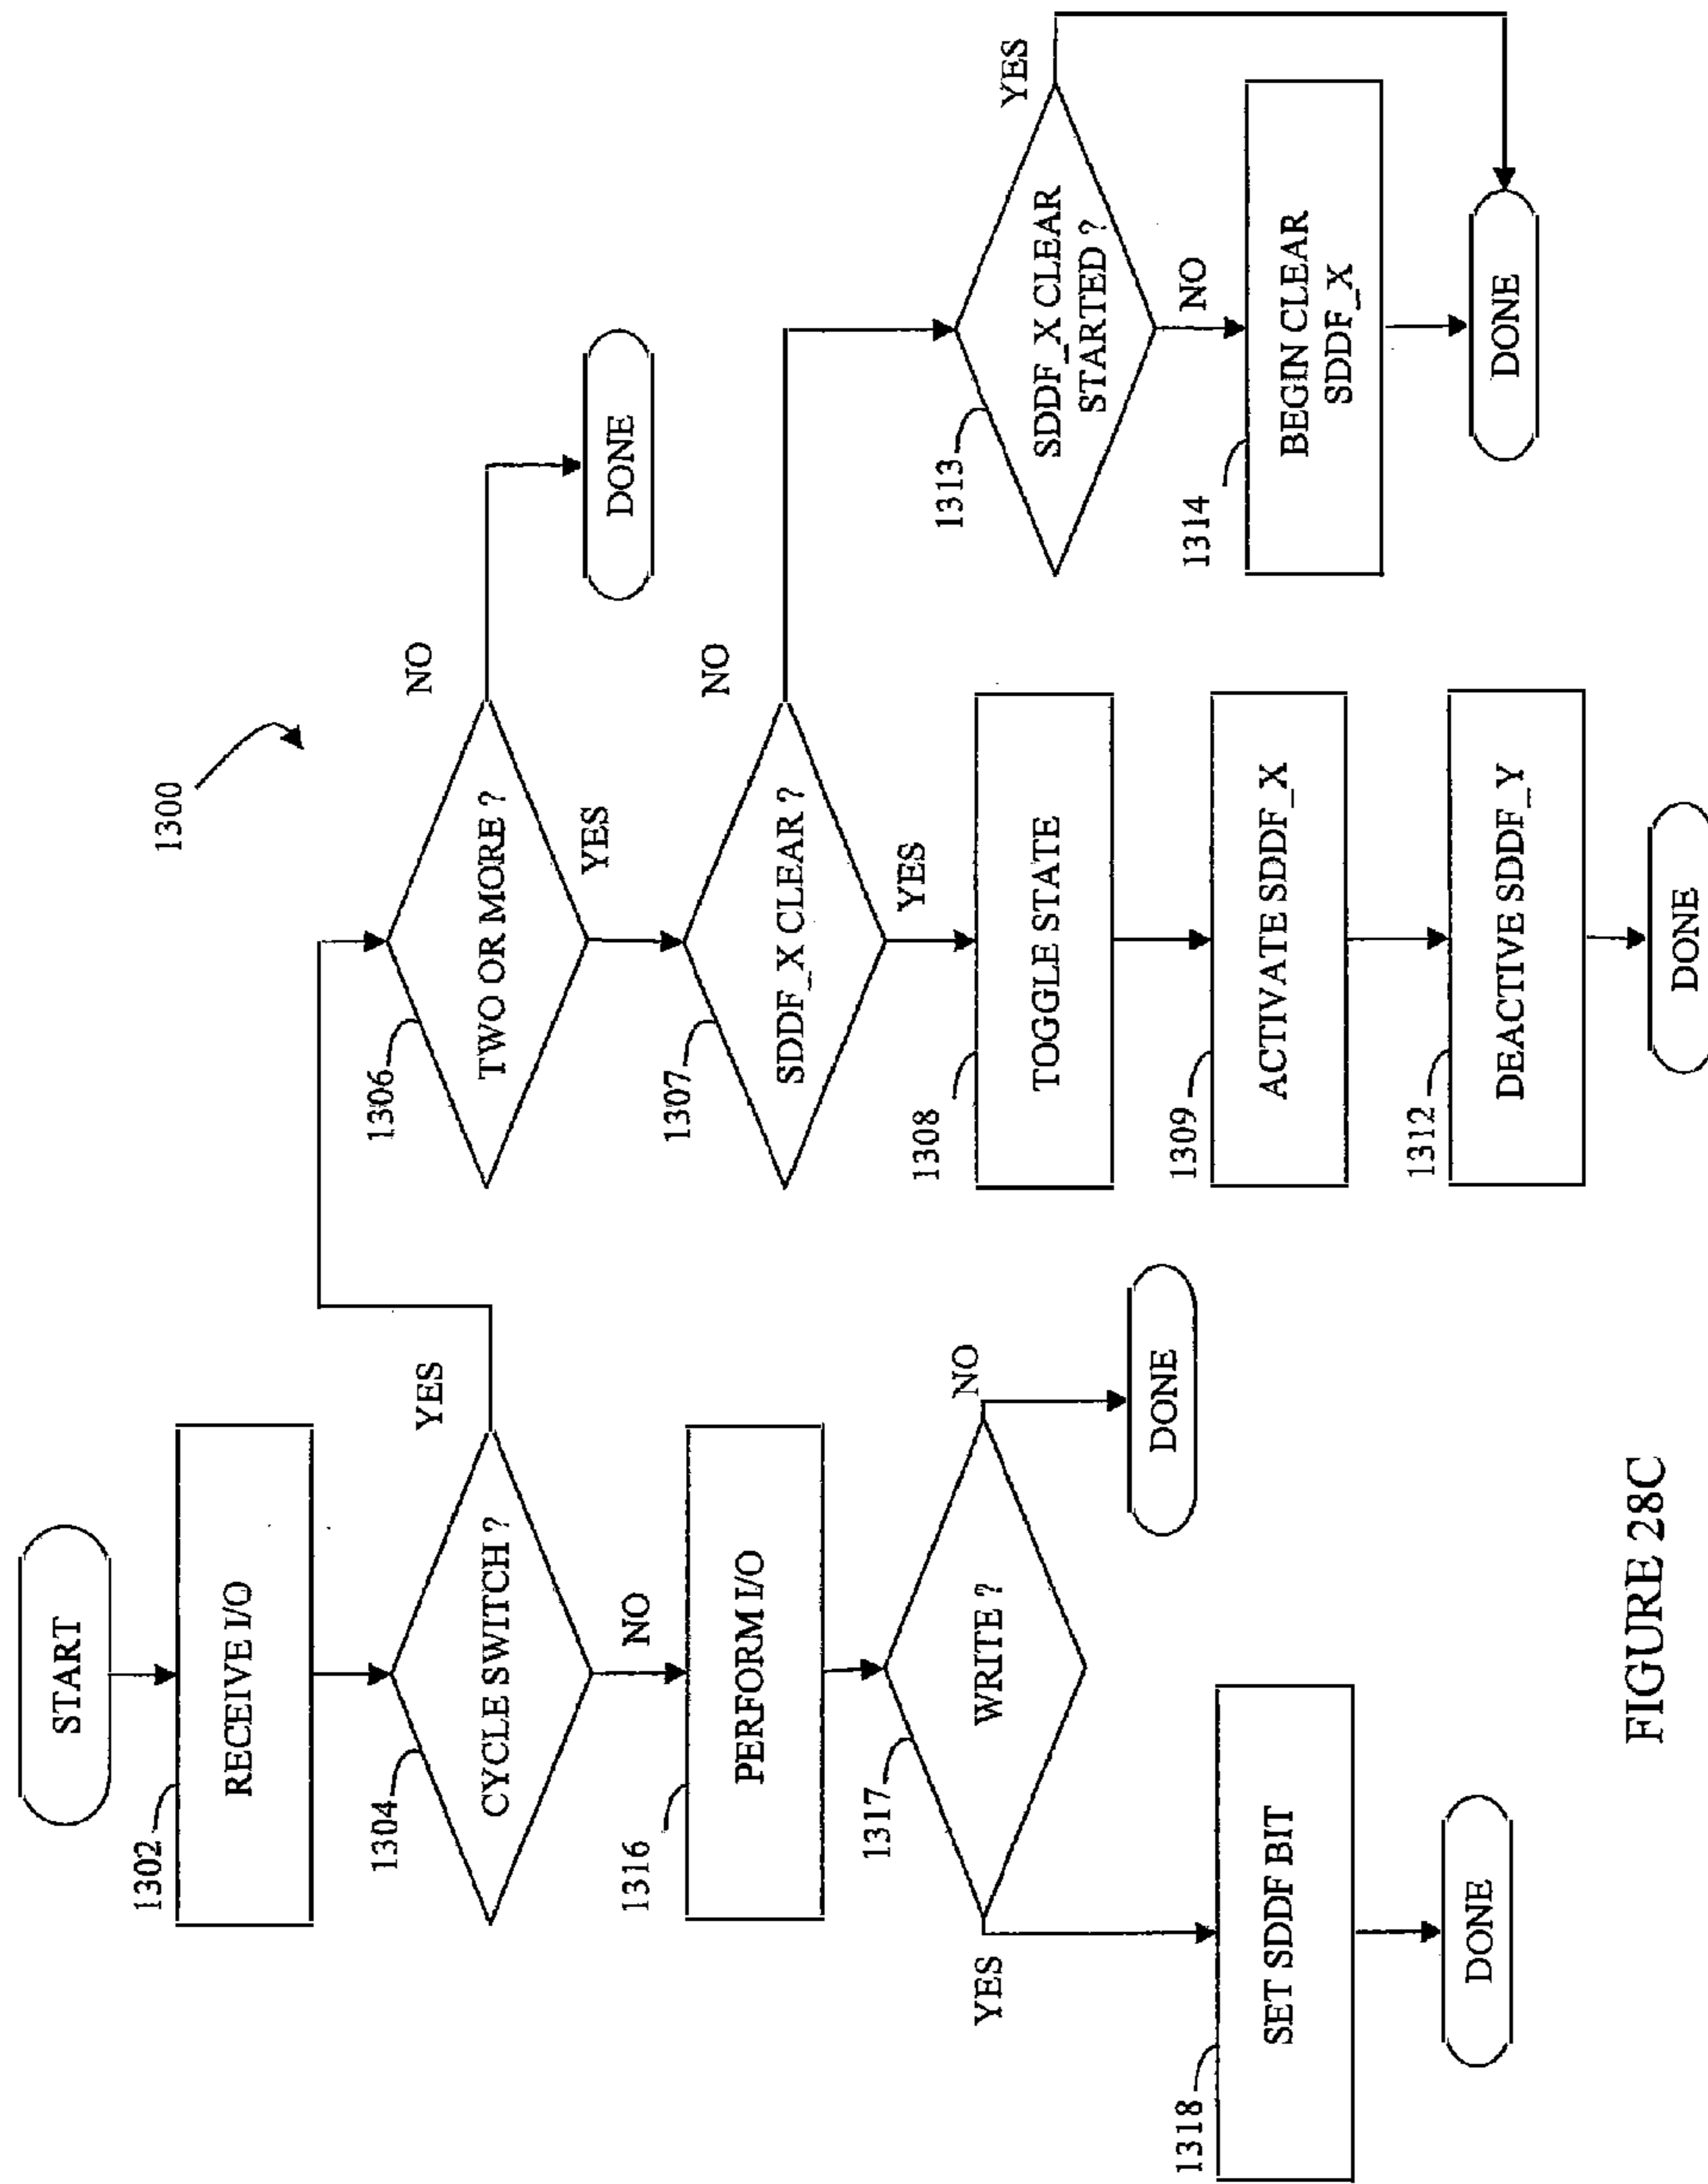 1300
START
1302
RECEIVE I/O
1304
CYCLE SWITCH ?
YES
NO
1316
PERFORM I/O
1317
WRITE ?
NO
DONE
YES
1318
SET SDDF BIT
DONE
1306
TWO OR MORE ?
NO
DONE
YES
1307
SDDF_X CLEAR ?
NO
YES
1308
TOGGLE STATE
1309
ACTIVATE SDDF_X
1312
DEACTIVE SDDF_Y
DONE
1313
SDDF_X CLEAR
STARTED ?
YES
NO
1314
BEGIN CLEAR
SDDF_X
DONE
FIGURE 28C